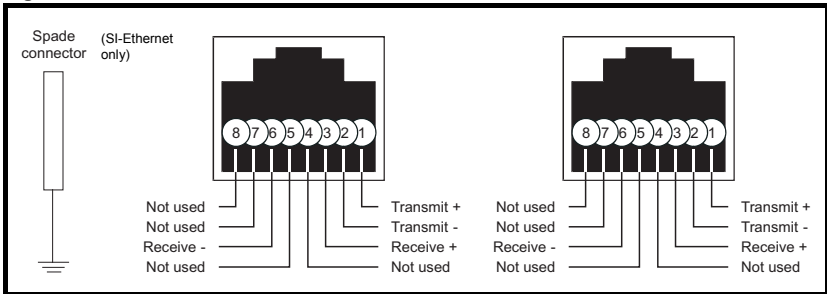 Spade
connector
(SI-Ethernet
only)
8 7 6 5 4 3 2 1
Not used
Not used
Receive -
Not used
Transmit +
Transmit -
Receive +
Not used
8 7 6 5 4 3 2 1
Not used
Not used
Receive -
Not used
Transmit +
Transmit -
Receive +
Not used